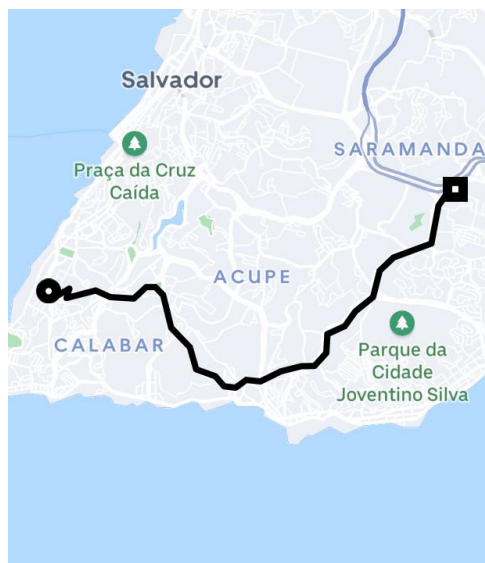 Salvador
SARAMANDA
Praça da Cruz
Caída
ACUPE
CALABAR
Parque da
Cidade
Joventino Silva